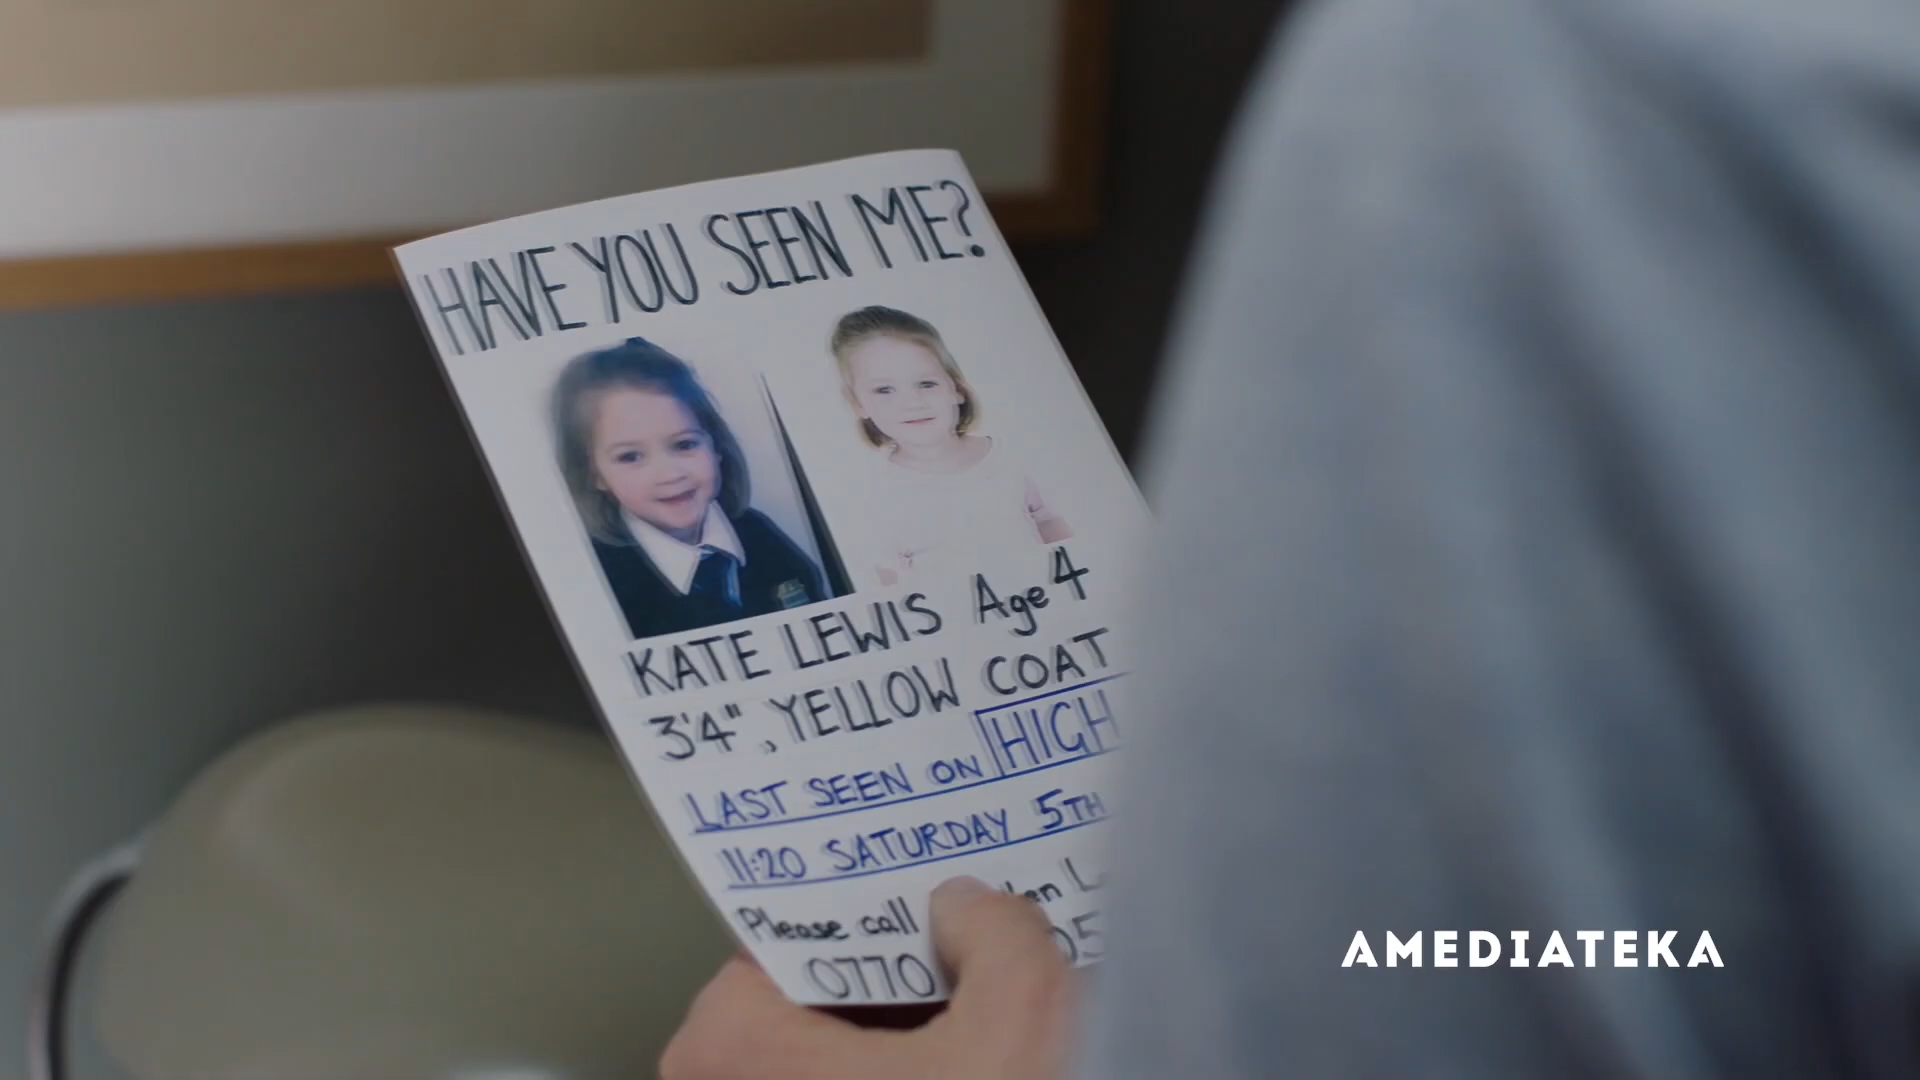 HAVE YOU SEEN ME?
KATE LEWIS Age 4
3'4", YELLOW COAT
LAST SEEN ON HIGH
11:20 SATURDAY 5TH
Please call
0770 05
AMEDIATEKA